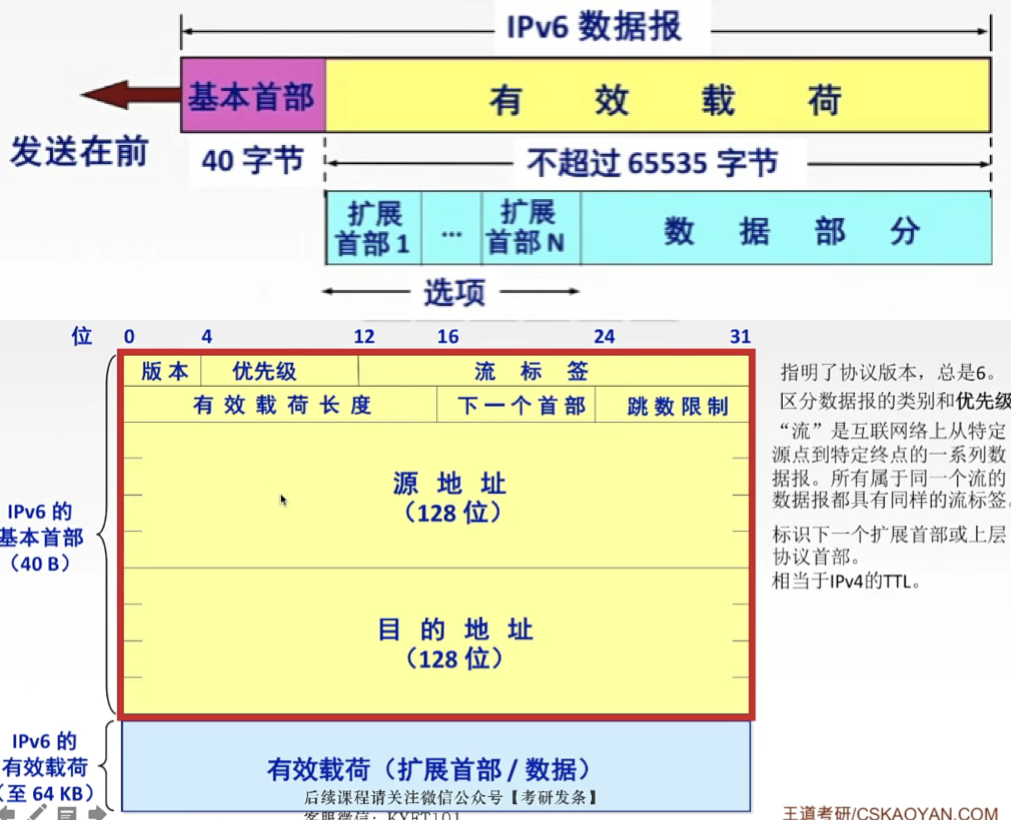 IPv6 数据报
基本首部
有 效 载 荷
发送在前
40 字节
不超过 65535 字节
扩展
首部 1
...
扩展
首部 N
数 据 部 分
选项
位 0 4 12 16 24 31
版本 优先级 流 标 签
有 效 载 荷 长 度 下一个首部 跳数限制
源 地 址
（128 位）
目 的 地 址
（128 位）
IPv6 的
基本首部
（40 B）
IPv6 的
有效载荷
（至 64 KB）
有效载荷（扩展首部 / 数据）
后续课程请关注微信公众号【考研发条】
客服微信：KYFT101
指明了协议版本，总是6。
区分数据报的类别和优先级
“流”是互联网络上从特定
源点到特定终点的一系列数
据报。所有属于同一个流的
数据报都具有同样的流标签。
标识下一个扩展首部或上层
协议首部。
相当于IPv4的TTL。
王道考研/CSKAOYAN.COM